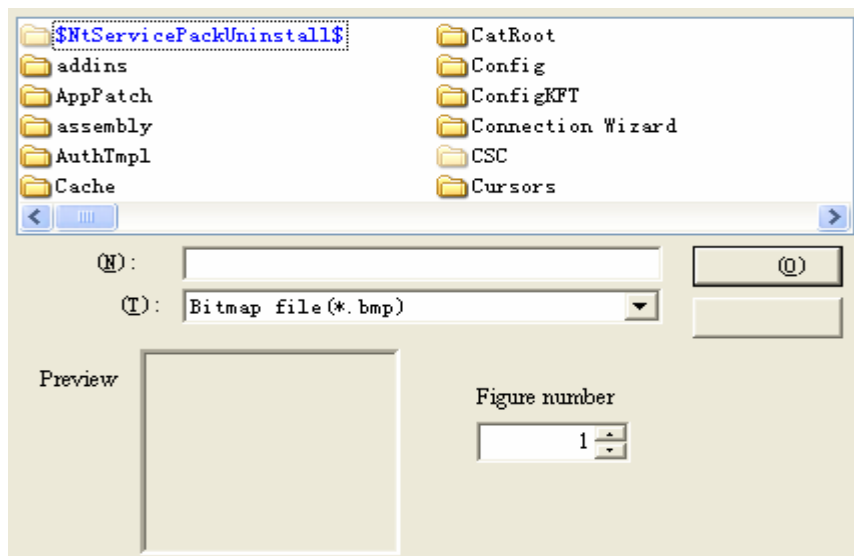 $NtServicePackUninstall$ CatRoot
addins Config
AppPatch ConfigKFT
assembly Connection Wizard
AuthTmpl CSC
Cache Cursors
(N): (O)
(T): Bitmap file(*.bmp)
Preview
Figure number
1